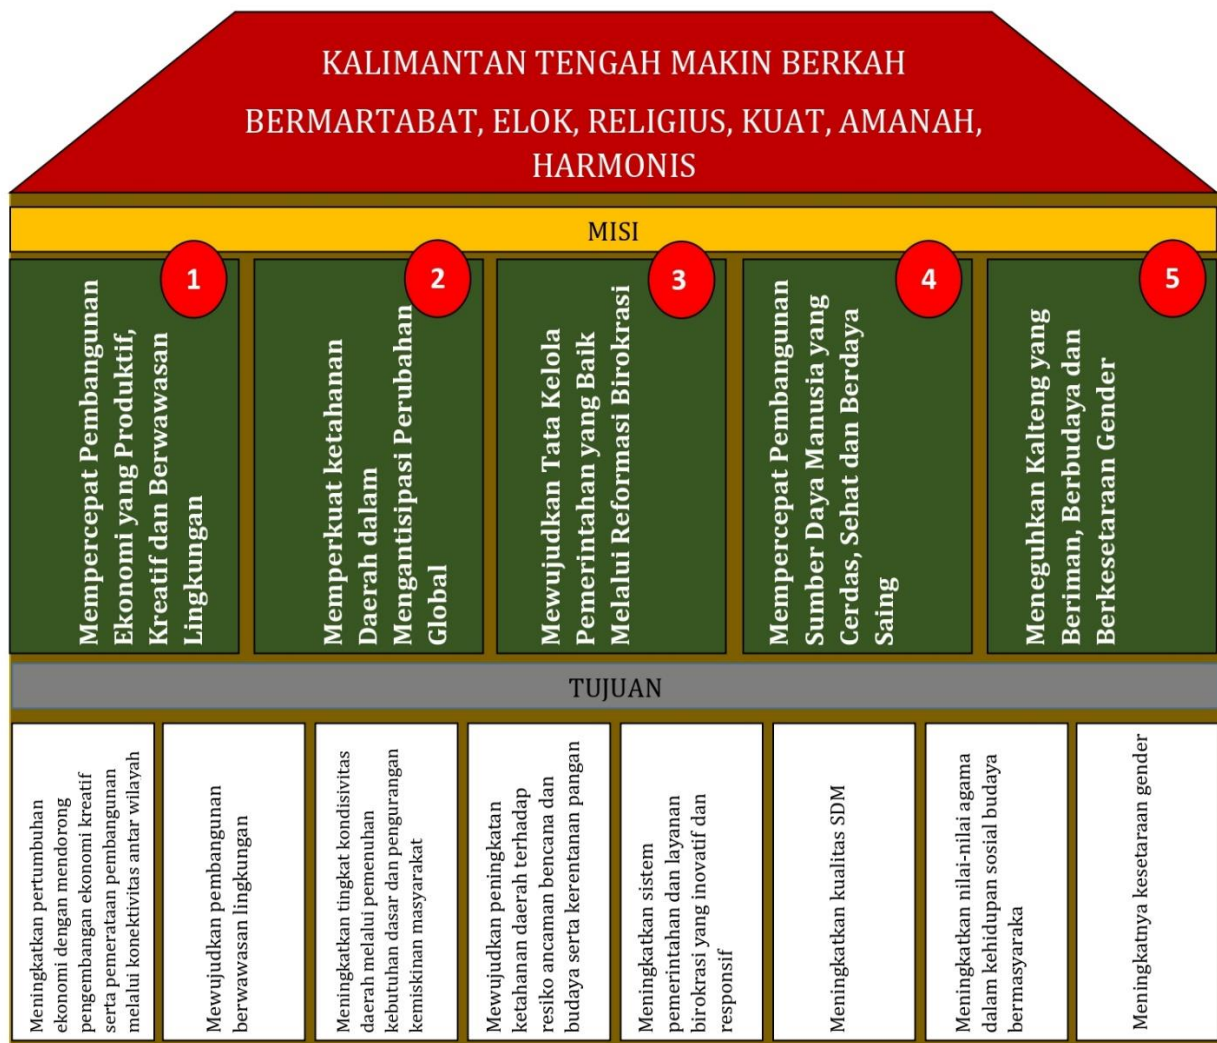 KALIMANTAN TENGAH MAKIN BERKAH
BERMARTABAT, ELOK, RELIGIUS, KUAT, AMANAH,
HARMONIS
MISI
1
Mempercepat Pembangunan
Ekonomi yang Produktif,
Kreatif dan Berwawasan
Lingkungan
2
Memperkuat ketahanan
Daerah dalam
Mengantisipasi Perubahan
Global
3
Mewujudkan Tata Kelola
Pemerintahan yang Baik
Melalui Reformasi Birokrasi
4
Mempercepat Pembangunan
Sumber Daya Manusia yang
Cerdas, Sehat dan Berdaya
Saing
5
Meneguhkan Kalteng yang
Beriman, Berbudaya dan
Berkesetaraan Gender
TUJUAN
Meningkatkan pertumbuhan
ekonomi dengan mendorong
pengembangan ekonomi kreatif
serta pemerataan pembangunan
melalui konektivitas antar wilayah
Mewujudkan pembangunan
berwawasan lingkungan
Meningkatkan tingkat kondisivitas
daerah melalui pemenuhan
kebutuhan dasar dan pengurangan
kemiskinan masyarakat
Mewujudkan peningkatan
ketahanan daerah terhadap
resiko ancaman bencana dan
budaya serta kerentanan pangan
Meningkatkan sistem
pemerintahan dan layanan
birokrasi yang inovatif dan
responsif
Meningkatkan kualitas SDM
Meningkatkan nilai-nilai agama
dalam kehidupan sosial budaya
bermasyaraka
Meningkatnya kesetaraan gender